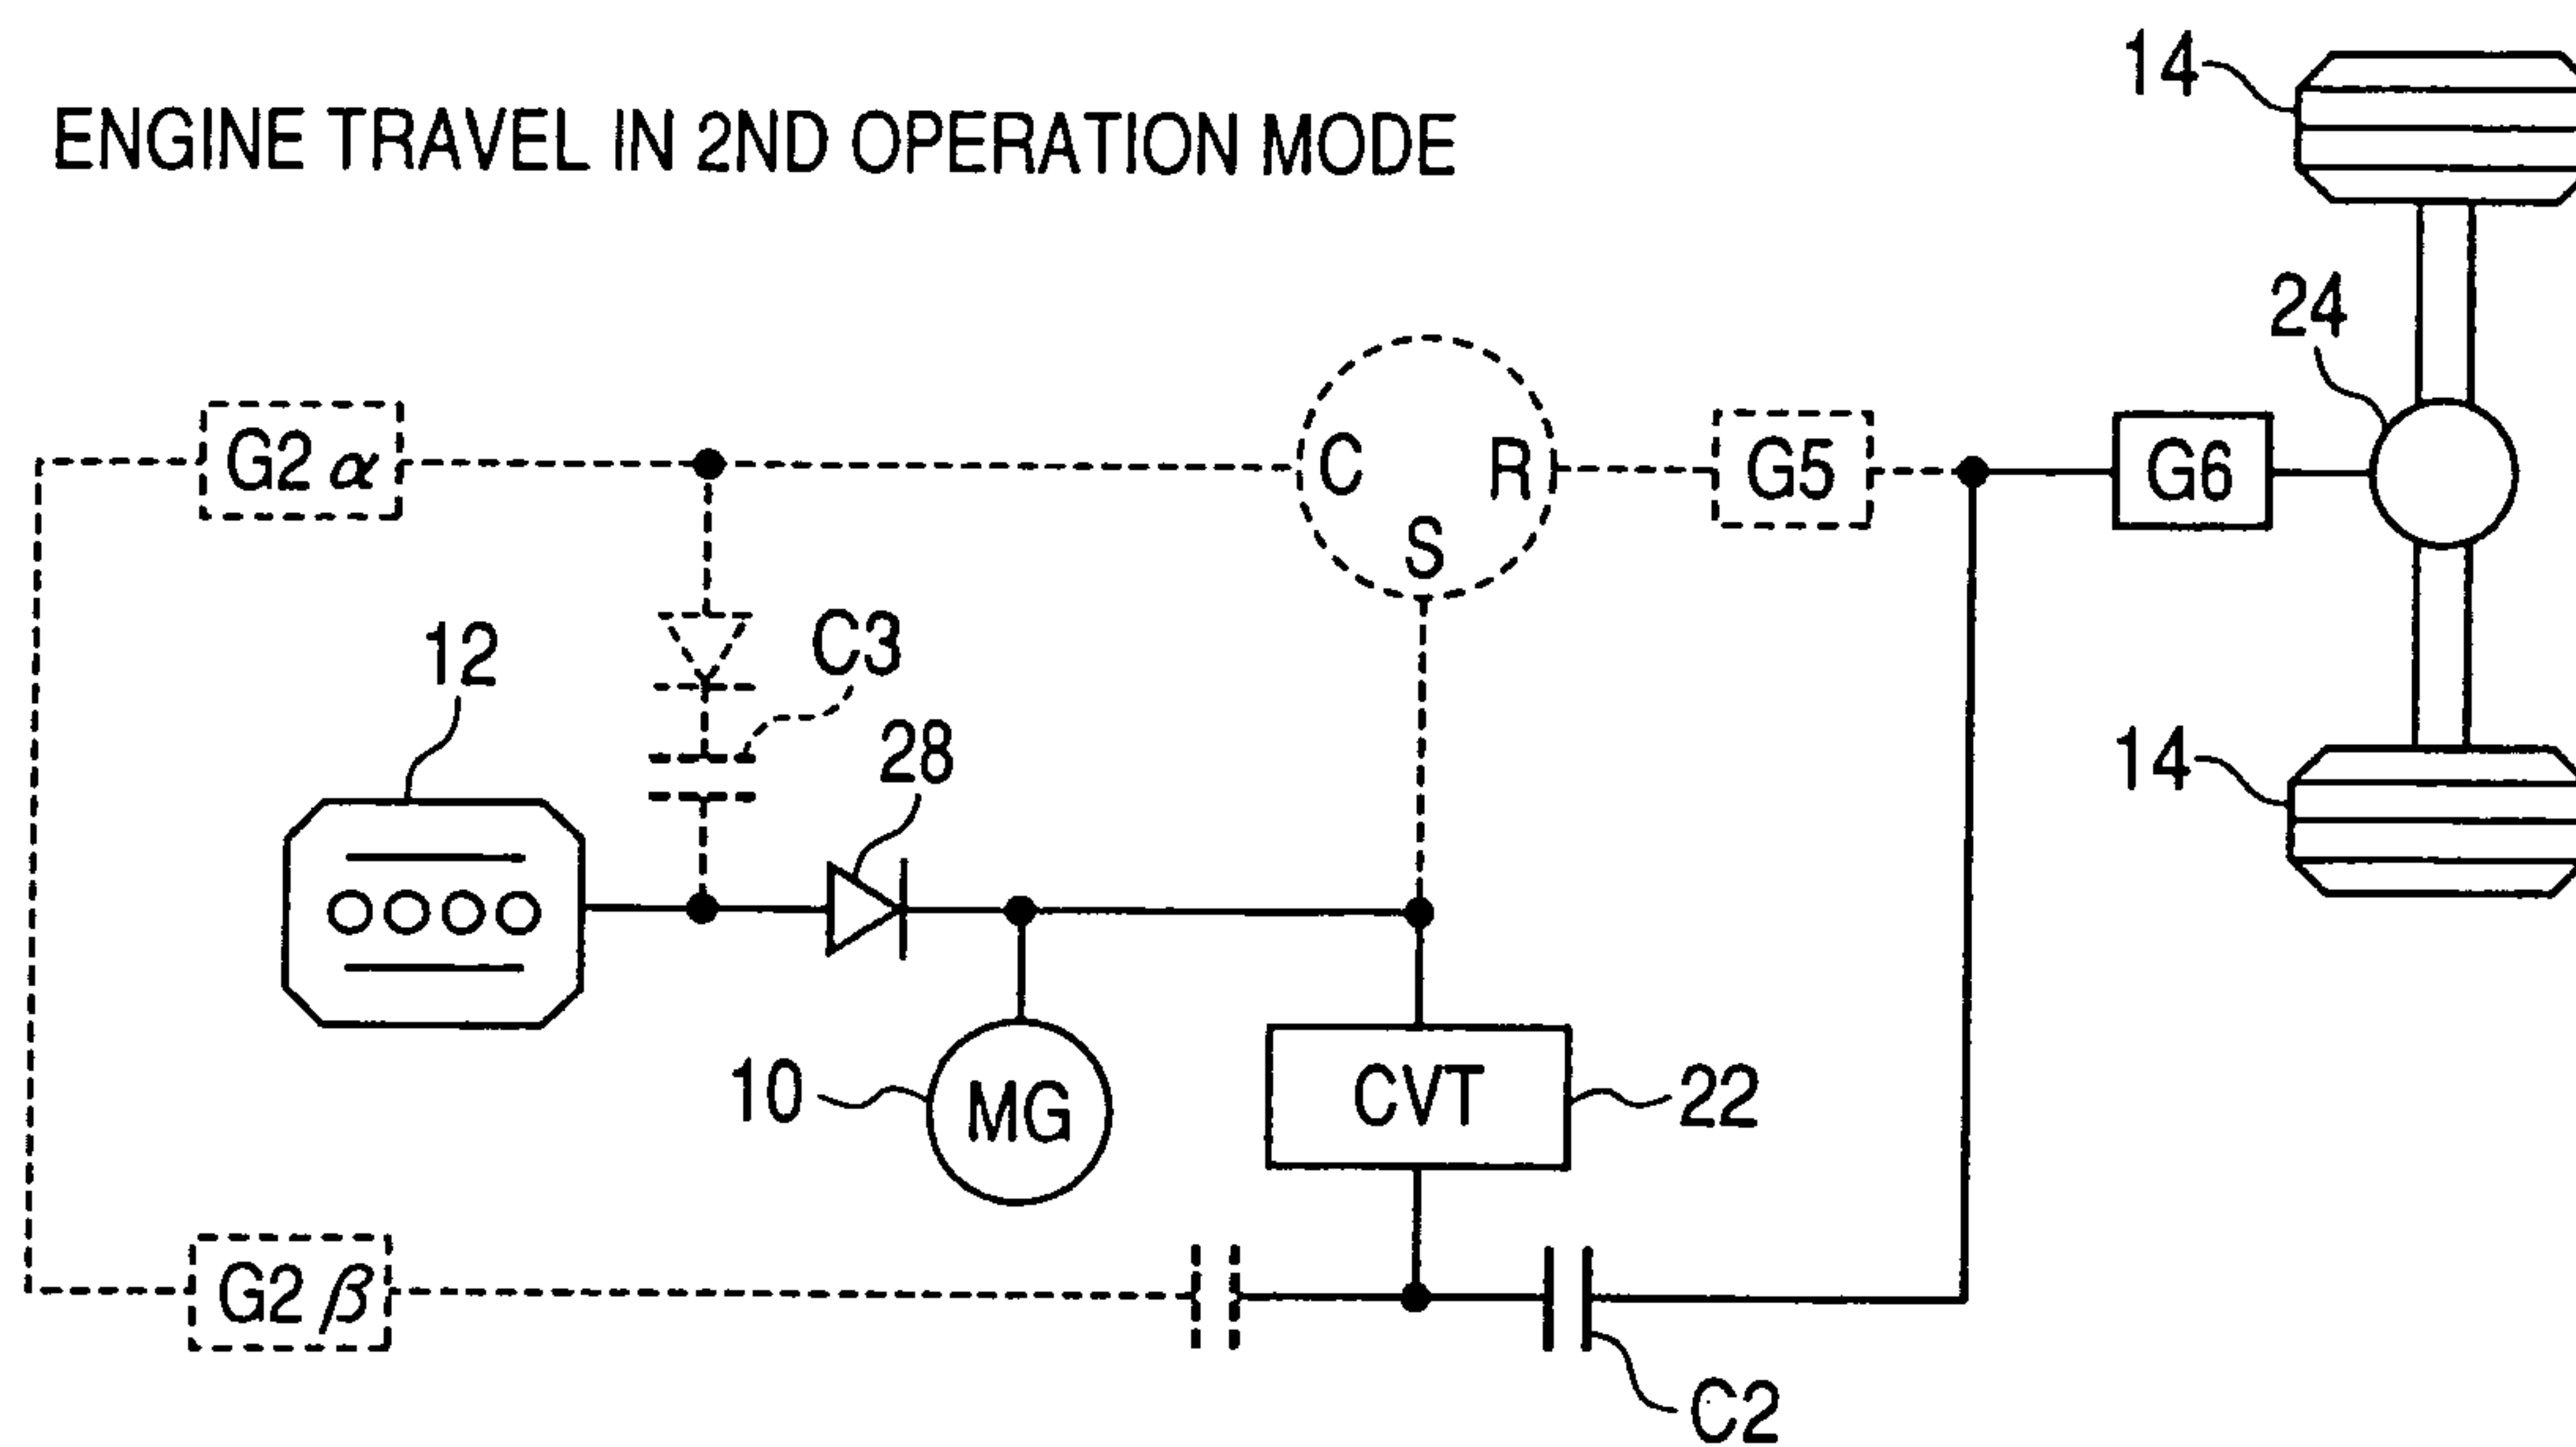 ENGINE TRAVEL IN 2ND OPERATION MODE
14
24
G2 α
C
R
S
G5
G6
12
C3
28
14
10
MG
CVT
22
G2 β
C2